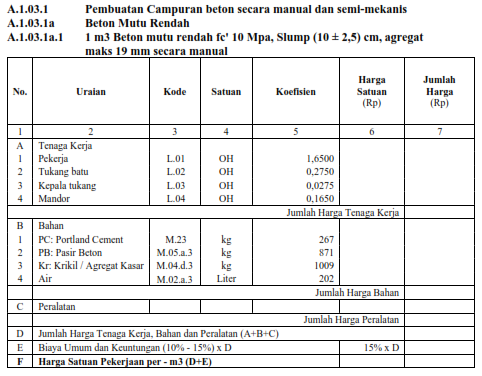 A.1.03.1 Pembuatan Campuran beton secara manual dan semi-mekanis
A.1.03.1a Beton Mutu Rendah
A.1.03.1a.1 1 m3 Beton mutu rendah fc' 10 Mpa, Slump (10 ± 2,5) cm, agregat
maks 19 mm secara manual
No. Uraian Kode Satuan Koefisien Harga Satuan (Rp) Jumlah Harga (Rp)
1 2 3 4 5 6 7
A Tenaga Kerja
1 Pekerja L.01 OH 1,6500
2 Tukang batu L.02 OH 0,2750
3 Kepala tukang L.03 OH 0,0275
4 Mandor L.04 OH 0,1650
Jumlah Harga Tenaga Kerja
B Bahan
1 PC: Portland Cement M.23 kg 267
2 PB: Pasir Beton M.05.a.3 kg 871
3 Kr: Krikil / Agregat Kasar M.04.d.3 kg 1009
4 Air M.02.a.3 Liter 202
Jumlah Harga Bahan
C Peralatan
Jumlah Harga Peralatan
D Jumlah Harga Tenaga Kerja, Bahan dan Peralatan (A+B+C)
E Biaya Umum dan Keuntungan (10% - 15%) x D 15% x D
F Harga Satuan Pekerjaan per - m3 (D+E)